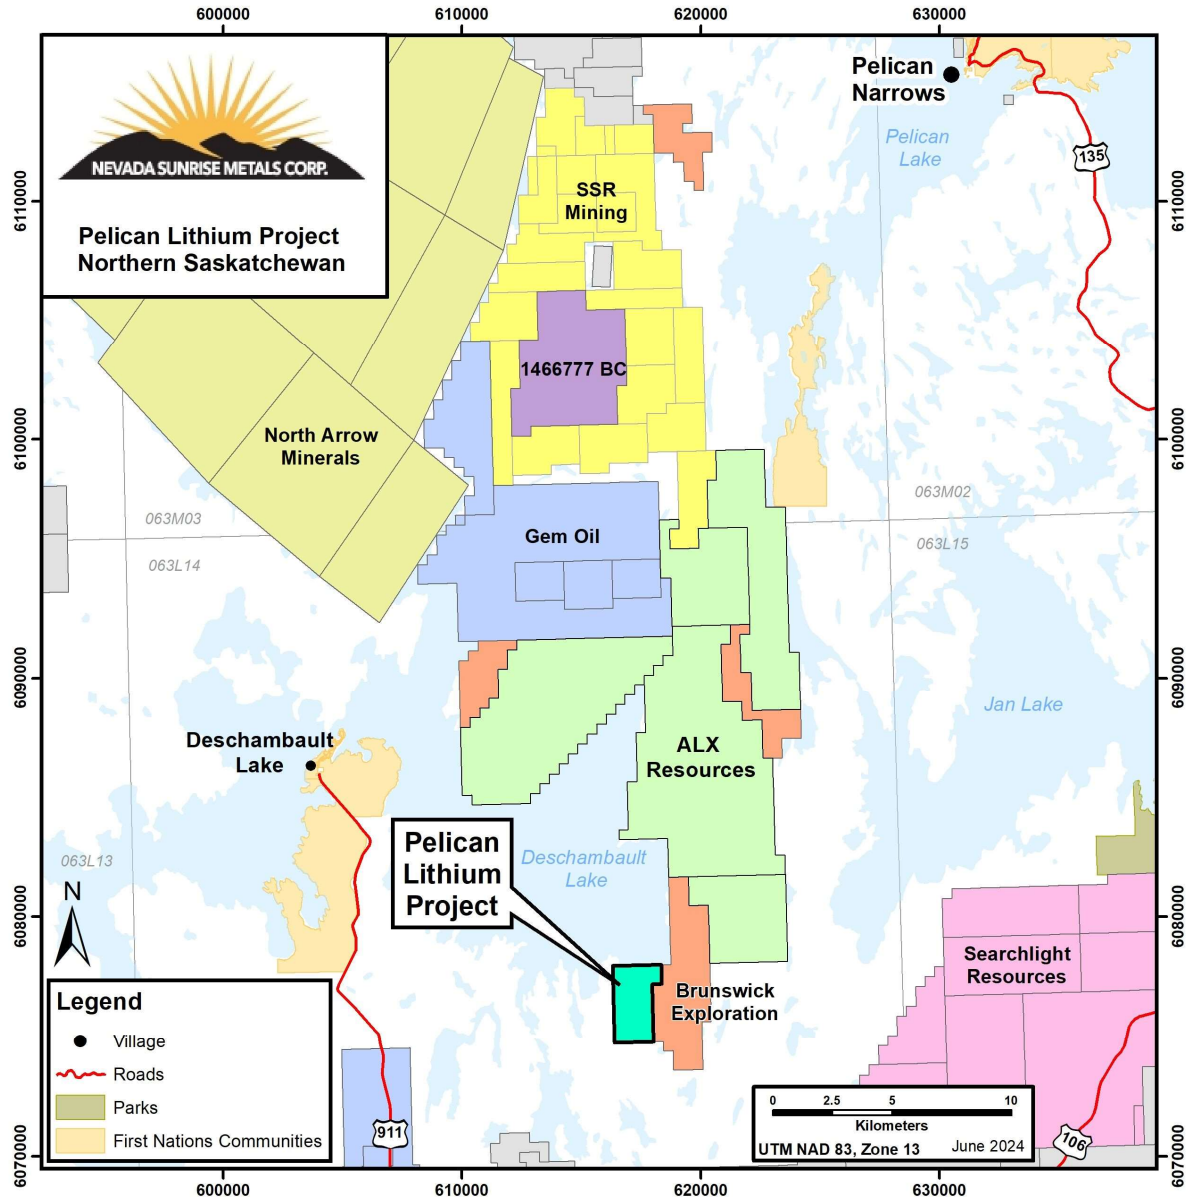 600000
610000
620000
630000
NEVADA SUNRISE METALS CORP.
Pelican Lithium Project
Northern Saskatchewan
Pelican
Narrows
Pelican
Lake
135
6110000
6110000
SSR
Mining
1466777 BC
North Arrow
Minerals
6100000
6100000
063M03
063M02
063L14
063L15
Gem Oil
6090000
6090000
Jan Lake
Deschambault
Lake
ALX
Resources
Pelican
Lithium
Project
Deschambault
Lake
063L13
N
6080000
6080000
Searchlight
Resources
Brunswick
Exploration
Legend
Village
Roads
Parks
First Nations Communities
911
0
2.5
5
10
Kilometers
UTM NAD 83, Zone 13
June 2024
106
6070000
6070000
600000
610000
620000
630000